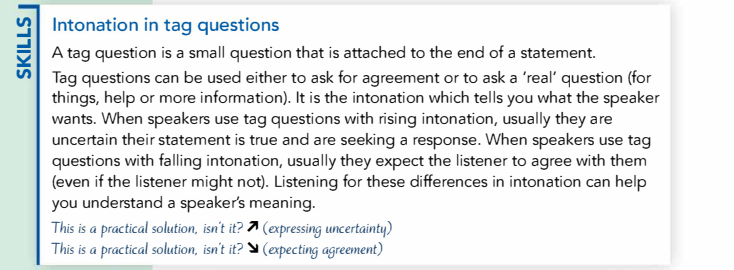 SKILLS
Intonation in tag questions
A tag question is a small question that is attached to the end of a statement.
Tag questions can be used either to ask for agreement or to ask a ‘real’ question (for
things, help or more information). It is the intonation which tells you what the speaker
wants. When speakers use tag questions with rising intonation, usually they are
uncertain their statement is true and are seeking a response. When speakers use tag
questions with falling intonation, usually they expect the listener to agree with them
(even if the listener might not). Listening for these differences in intonation can help
you understand a speaker’s meaning.
This is a practical solution, isn’t it? ↗ (expressing uncertainty)
This is a practical solution, isn’t it? ↘ (expecting agreement)